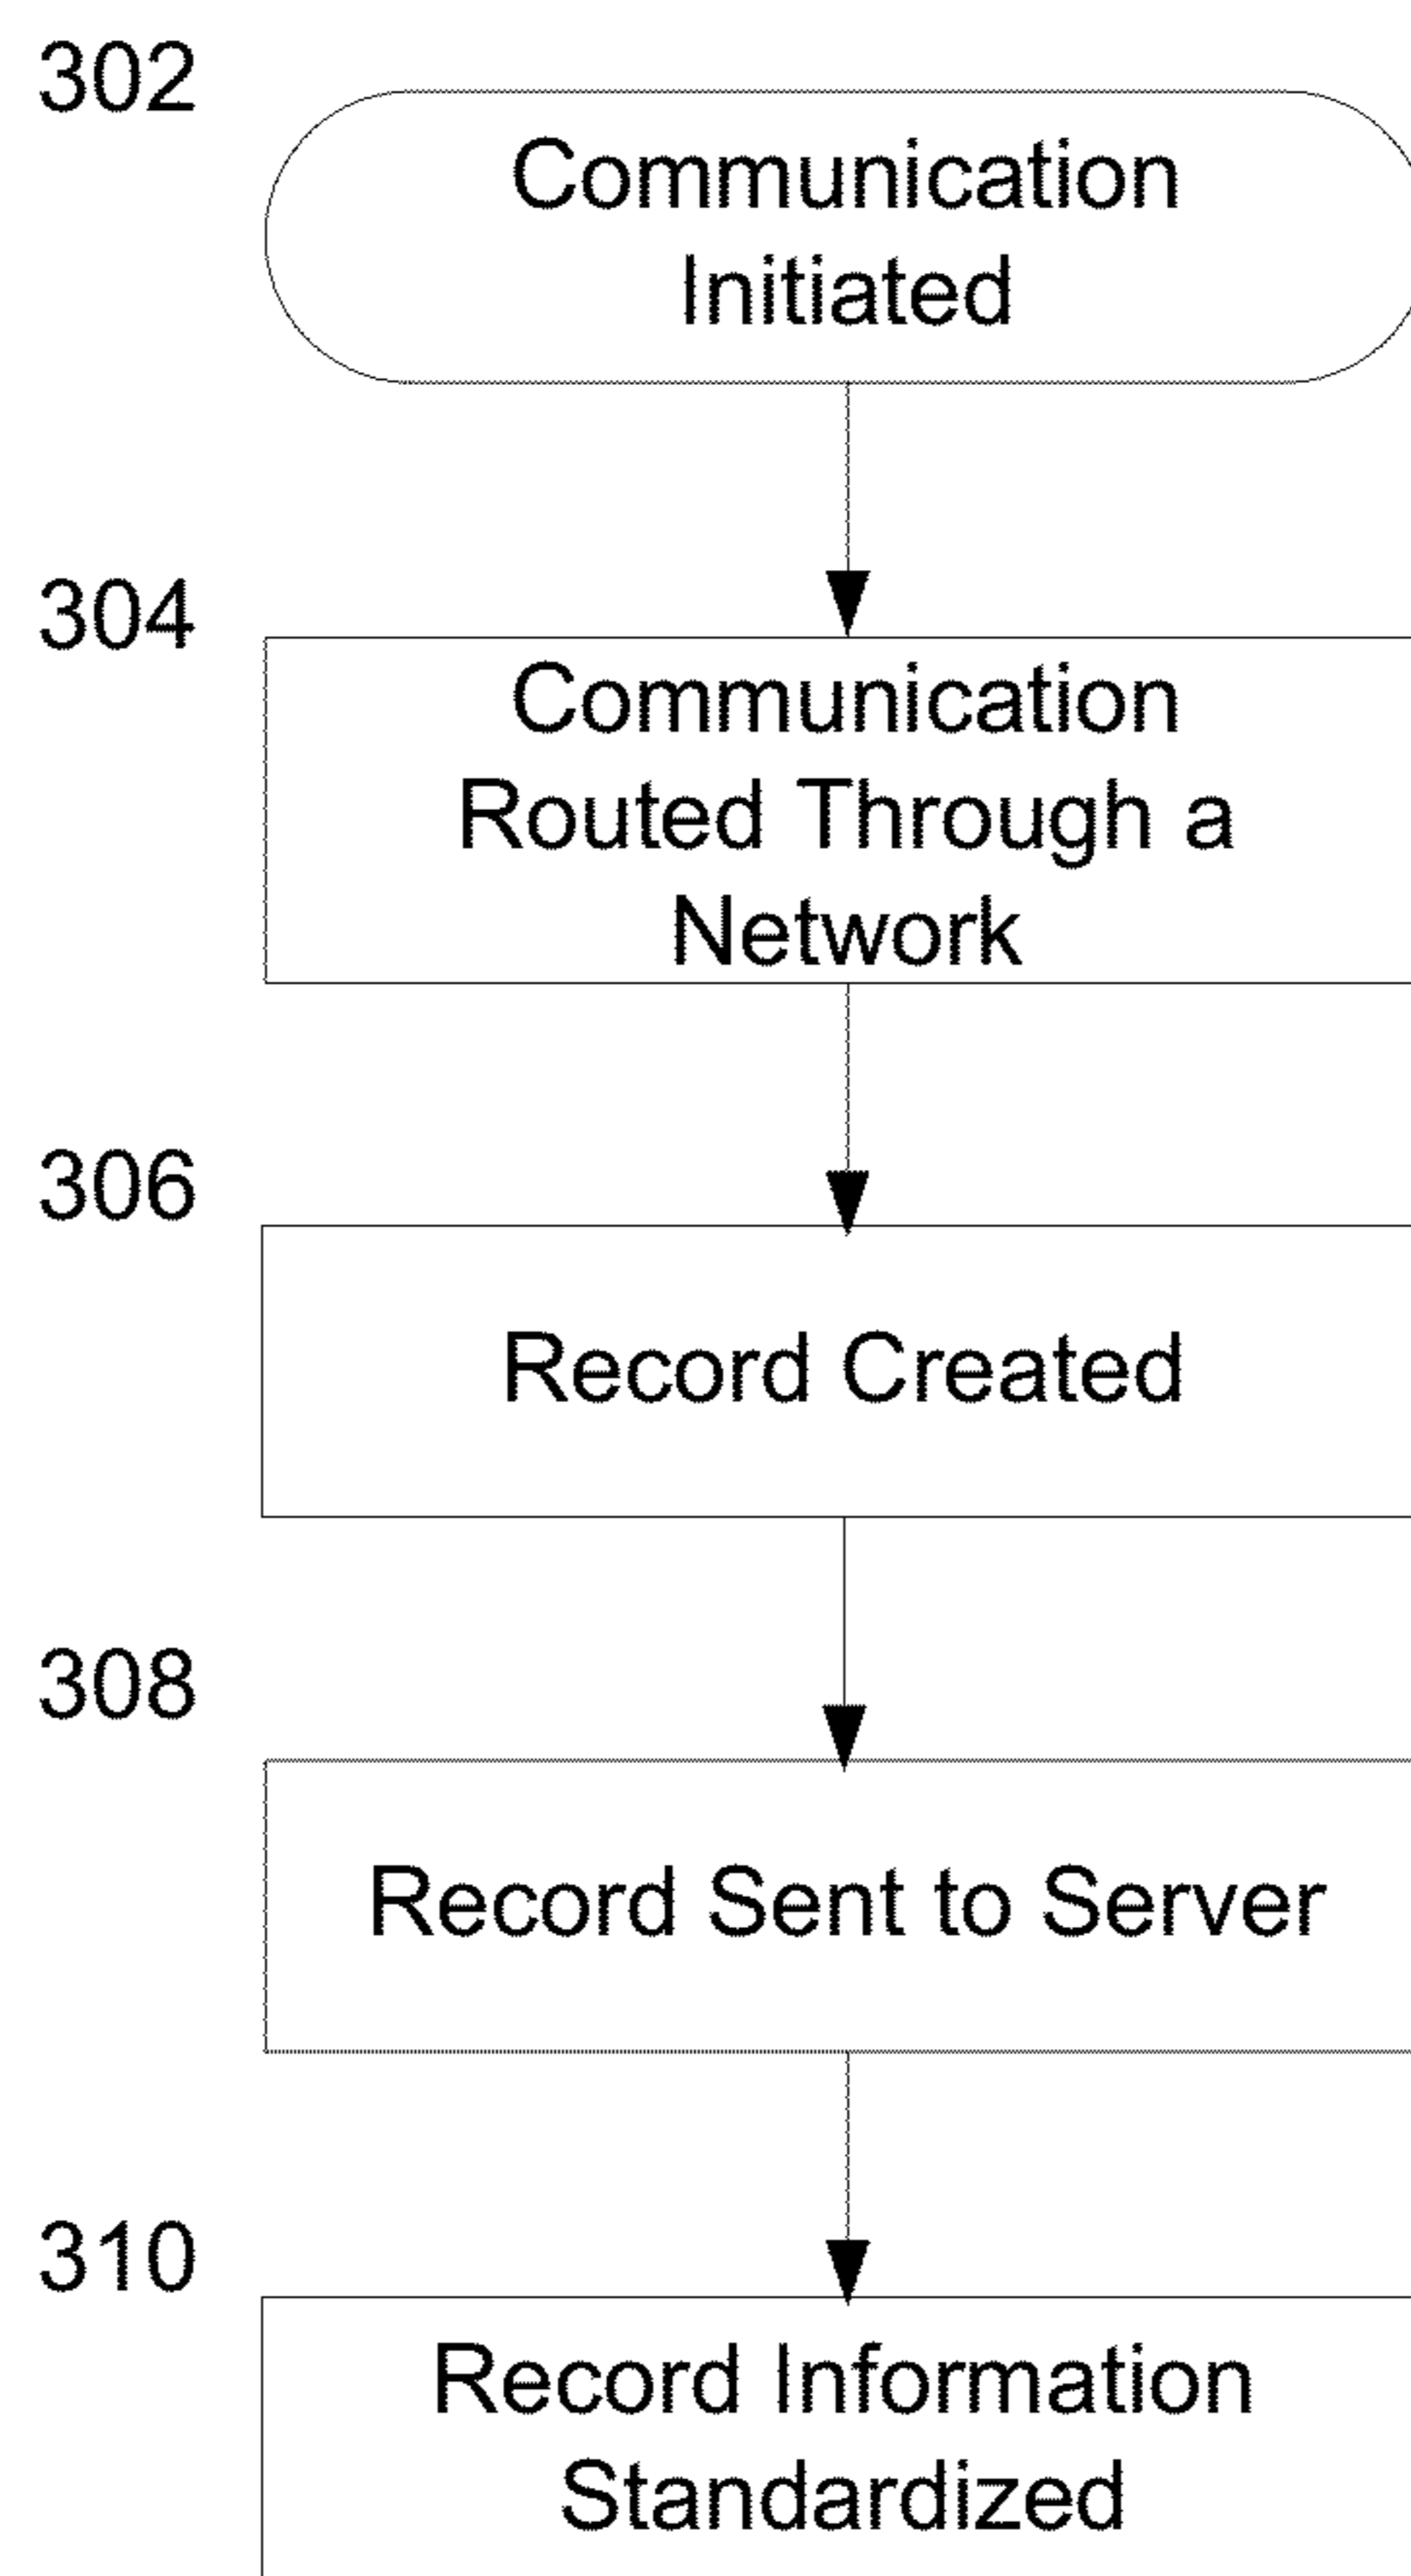 302
Communication
Initiated
304
Communication
Routed Through a
Network
306
Record Created
308
Record Sent to Server
310
Record Information
Standardized